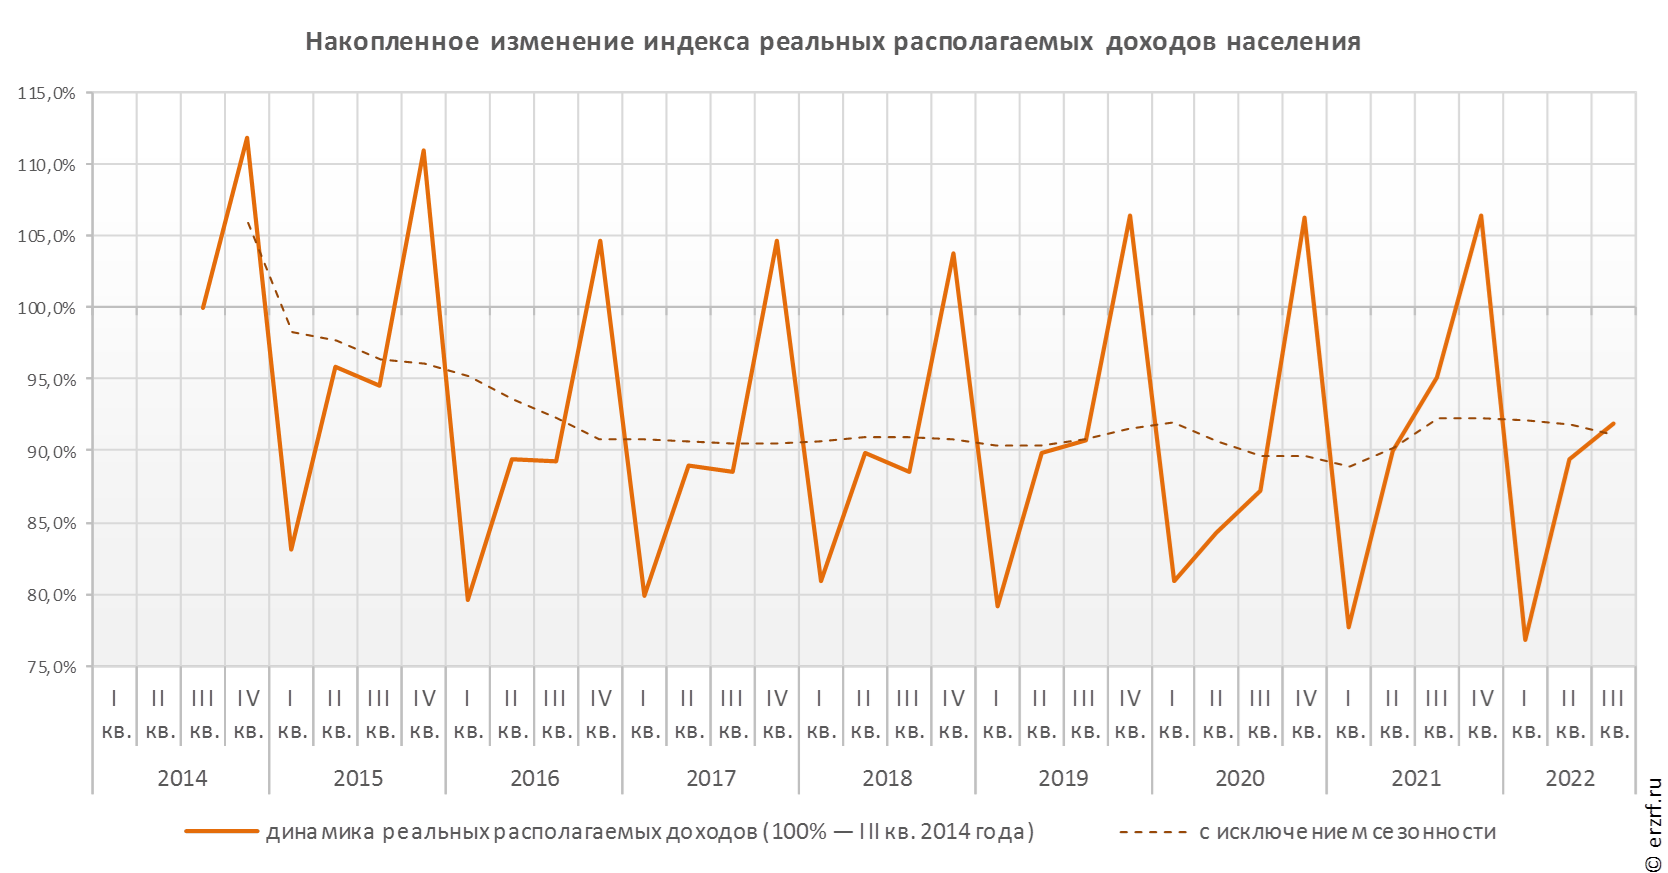 Накопленное изменение индекса реальных располагаемых доходов населения
115,0%
110,0%
105,0%
100,0%
95,0%
90,0%
85,0%
80,0%
75,0%
I II III IV I II III IV I II III IV I II III IV I II III IV I II III IV I II III IV I II III IV I II III
кв. кв. кв. кв. кв. кв. кв. кв. кв. кв. кв. кв. кв. кв. кв. кв. кв. кв. кв. кв. кв. кв. кв. кв. кв. кв. кв. кв. кв. кв. кв. кв. кв. кв. кв.
2014 2015 2016 2017 2018 2019 2020 2021 2022
динамика реальных располагаемых доходов (100% — III кв. 2014 года)
с исключением сезонности
© erzrf.ru